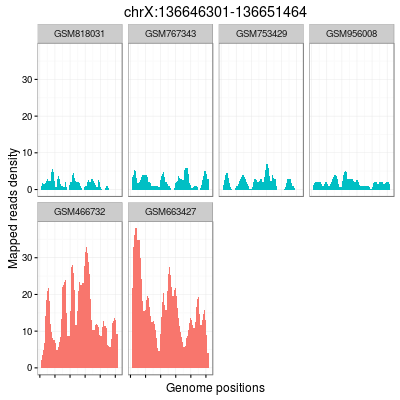 chrX:136646301-136651464
GSM818031 GSM767343 GSM753429 GSM956008
30
20
10
0
GSM466732 GSM663427
30
20
10
0
Mapped reads density
Genome positions